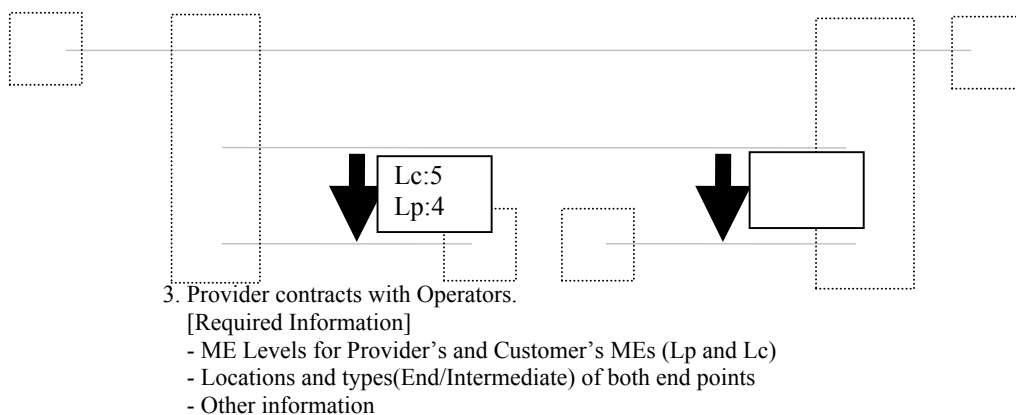 Lc:5
Lp:4
3. Provider contracts with Operators.
[Required Information]
- ME Levels for Provider's and Customer's MEs (Lp and Lc)
- Locations and types(End/Intermediate) of both end points
- Other information